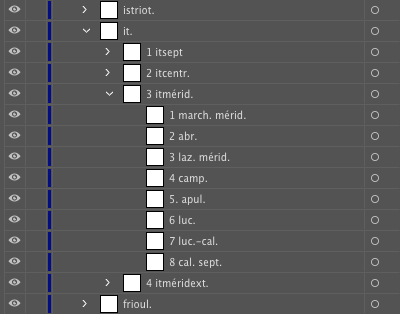 istriot.
it.
1 itsept
2 itcentr.
3 itmérid.
1 march. mérid.
2 abr.
3 laz. mérid.
4 camp.
5. apul.
6 luc.
7 luc.-cal.
8 cal. sept.
4 itméridext.
frioul.